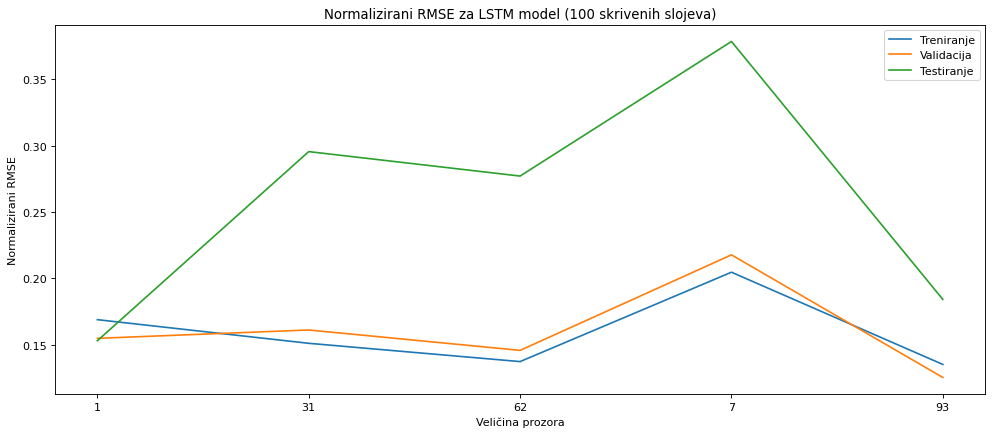 Normalizirani RMSE za LSTM model (100 skrivenih slojeva)
Treniranje
Validacija
Testiranje
Normalizirani RMSE
0.35
0.30
0.25
0.20
0.15
1 31 62 7 93
Veličina prozora